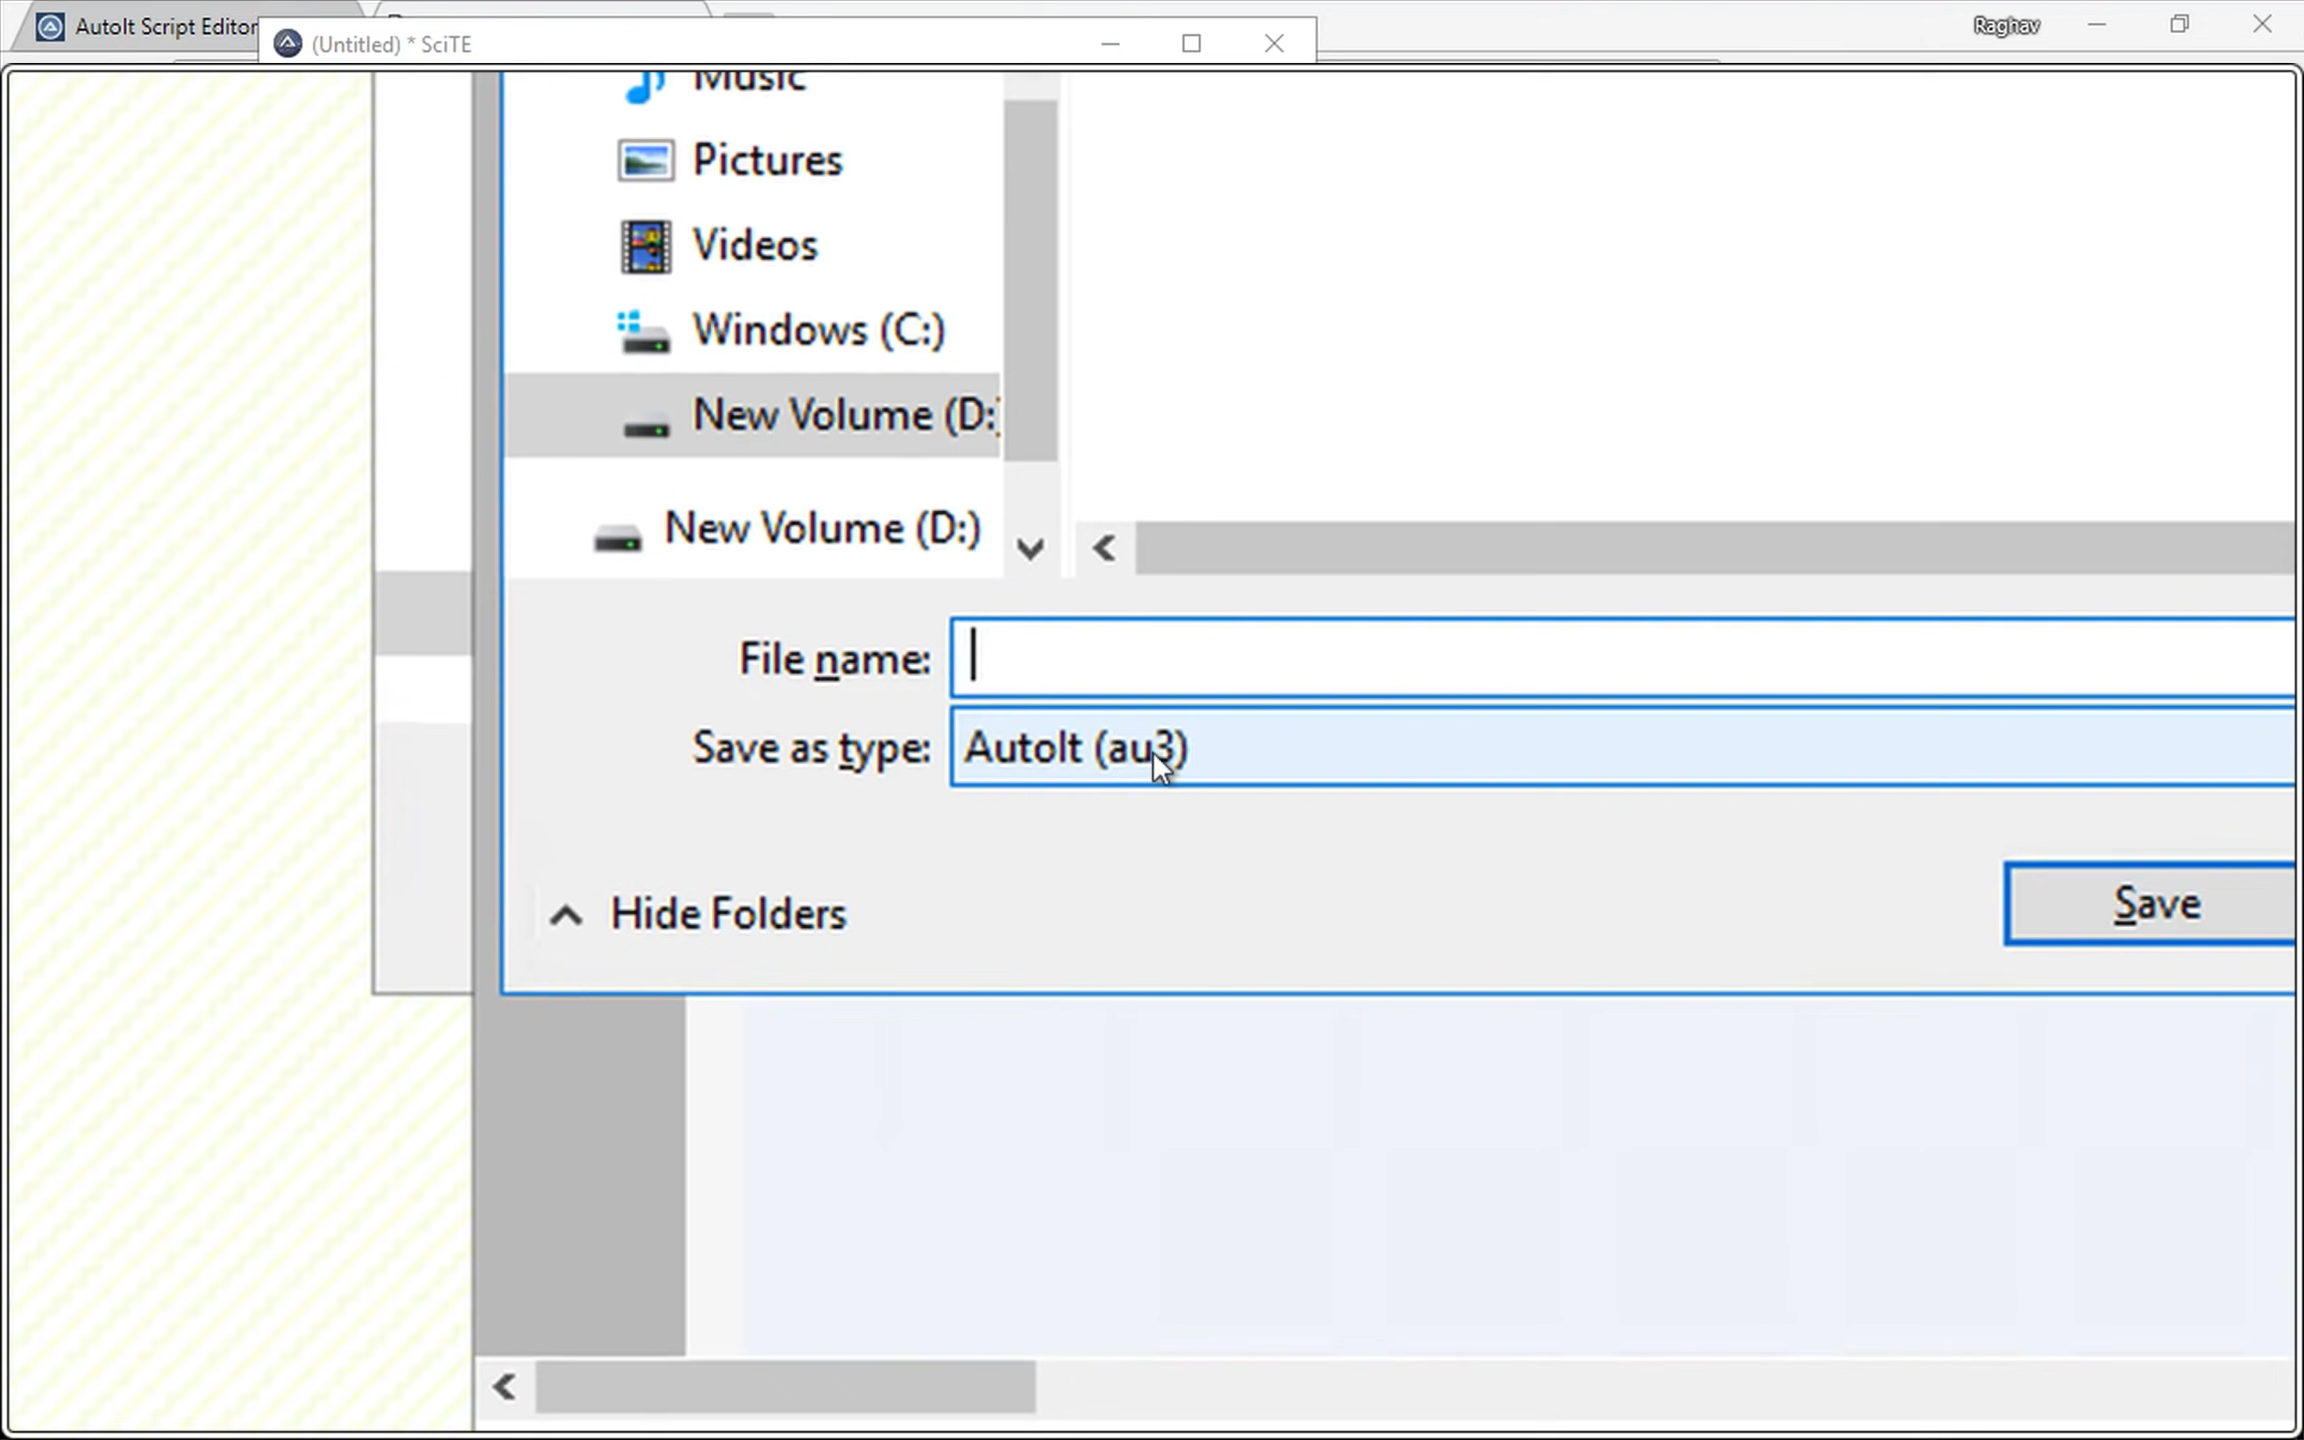 AutoIt Script Editor
(Untitled) * SciTE
Raghav
Music
Pictures
Videos
Windows (C:)
New Volume (D:)
New Volume (D:)
File name:
Save as type: AutoIt (au3)
Hide Folders
Save